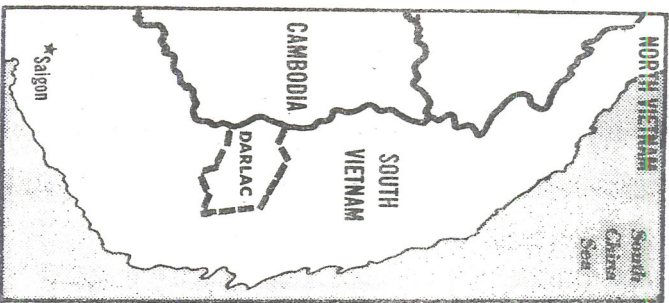 NORTH VIETNAM
South
China
Sea
CAMBODIA
SOUTH
VIETNAM
DARLAC
Saigon